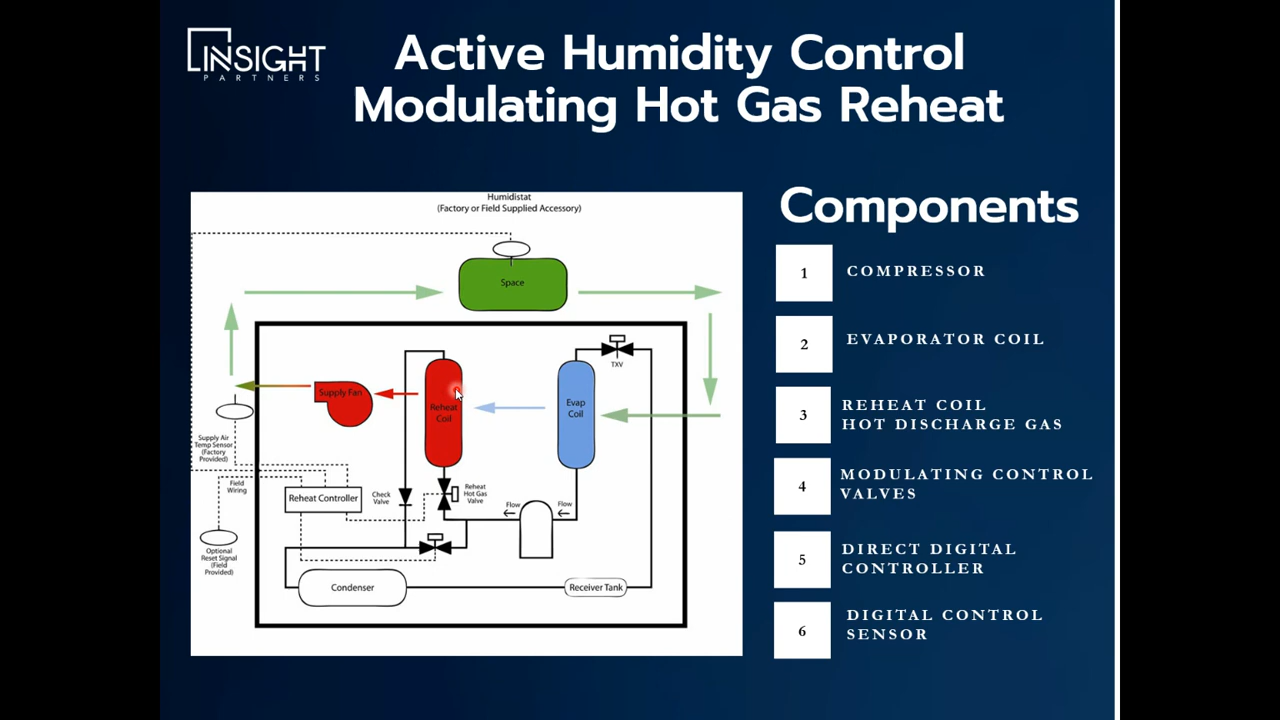 INSIGHT
PARTNERS
Active Humidity Control
Modulating Hot Gas Reheat
Humidistat
(Factory or Field Supplied Accessory)
Space
TXV
Supply Fan
Reheat
Coil
Evap
Coil
Supply Air
Temp Sensor
(Factory
Provided)
Field
Wiring
Reheat Controller
Check
Valve
Reheat
Hot Gas
Valve
Flow
Flow
Optional
Reset Signal
(Field
Provided)
Condenser
Receiver Tank
Components
1
COMPRESSOR
2
EVAPORATOR COIL
3
REHEAT COIL
HOT DISCHARGE GAS
4
MODULATING CONTROL
VALVES
5
DIRECT DIGITAL
CONTROLLER
6
DIGITAL CONTROL
SENSOR